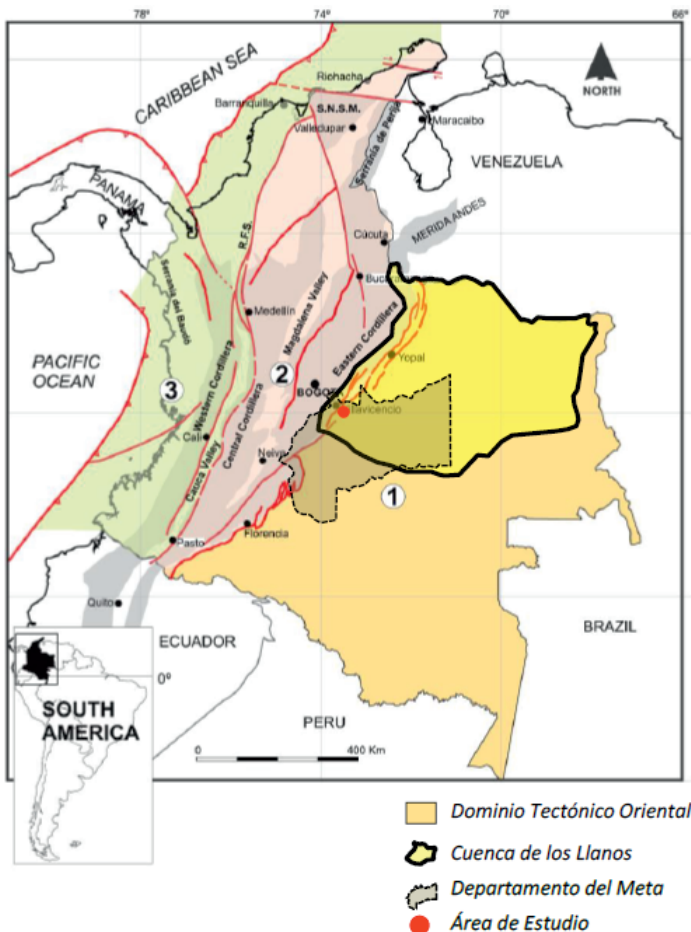 78° 74° 70° 66°
CARIBBEAN SEA
Riohacha
NORTH
Barranquilla
S.N.S.M.
Valledupar
Serranía de Perijá
Maracaibo
VENEZUELA
PANAMA
MERIDA ANDES
Cúcuta
R.F.S.
Serranía del Baudó
Medellín
Magdalena Valley
Eastern Cordillera
Yopal
PACIFIC
OCEAN
3
2
Western Cordillera
Central Cordillera
Cali
Cauca Valley
Neiva
1
Pasto
Florencia
Quito
ECUADOR
BRAZIL
0°
SOUTH
AMERICA
PERU
0 400 Km
Dominio Tectónico Oriental
Cuenca de los Llanos
Departamento del Meta
Área de Estudio